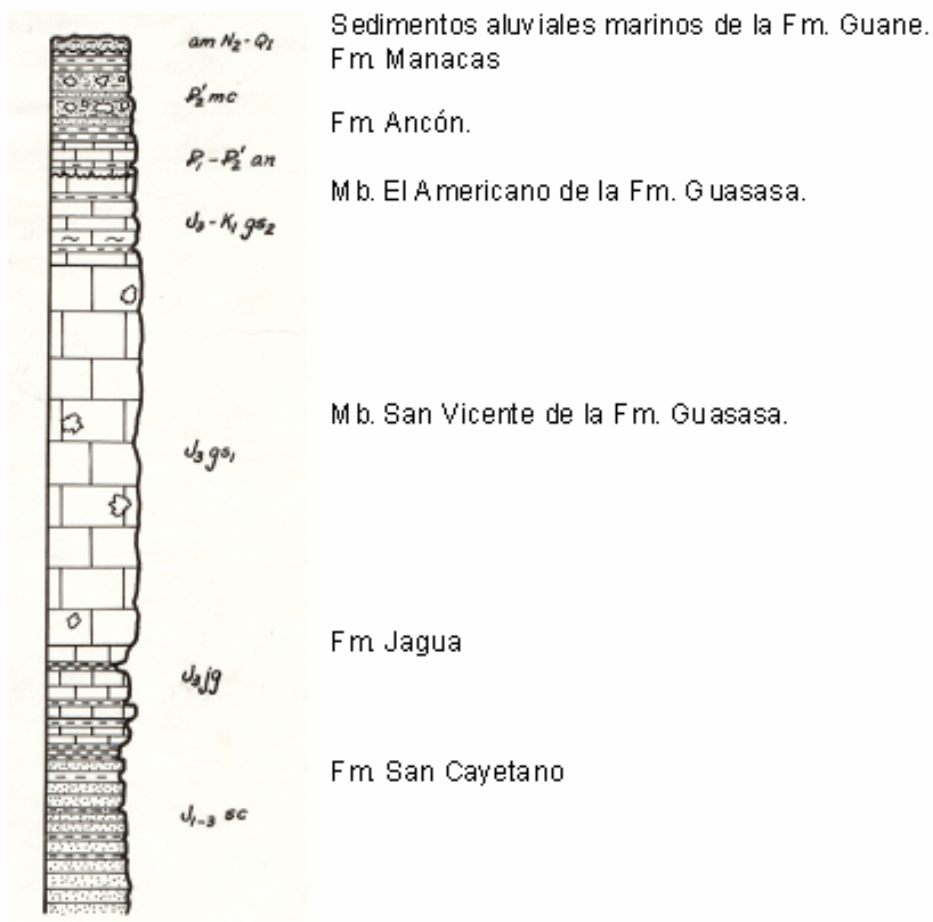 am N₂-Q₁
Sedimentos aluviales marinos de la Fm. Guane.
Fm. Manacas
P₂¹ mc
Fm. Ancón.
P₁ - P₂¹ an
Mb. El Americano de la Fm. Guasasa.
J₃ - K₁ gs₂
Mb. San Vicente de la Fm. Guasasa.
J₃ gs₁
Fm. Jagua
J₃ jg
Fm. San Cayetano
J₁₋₃ sc